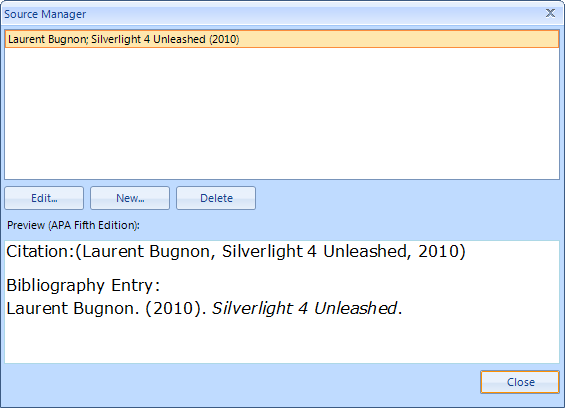 Source Manager
Laurent Bugnon; Silverlight 4 Unleashed (2010)
Edit... New... Delete
Preview (APA Fifth Edition):
Citation:(Laurent Bugnon, Silverlight 4 Unleashed, 2010)
Bibliography Entry:
Laurent Bugnon. (2010). Silverlight 4 Unleashed.
Close